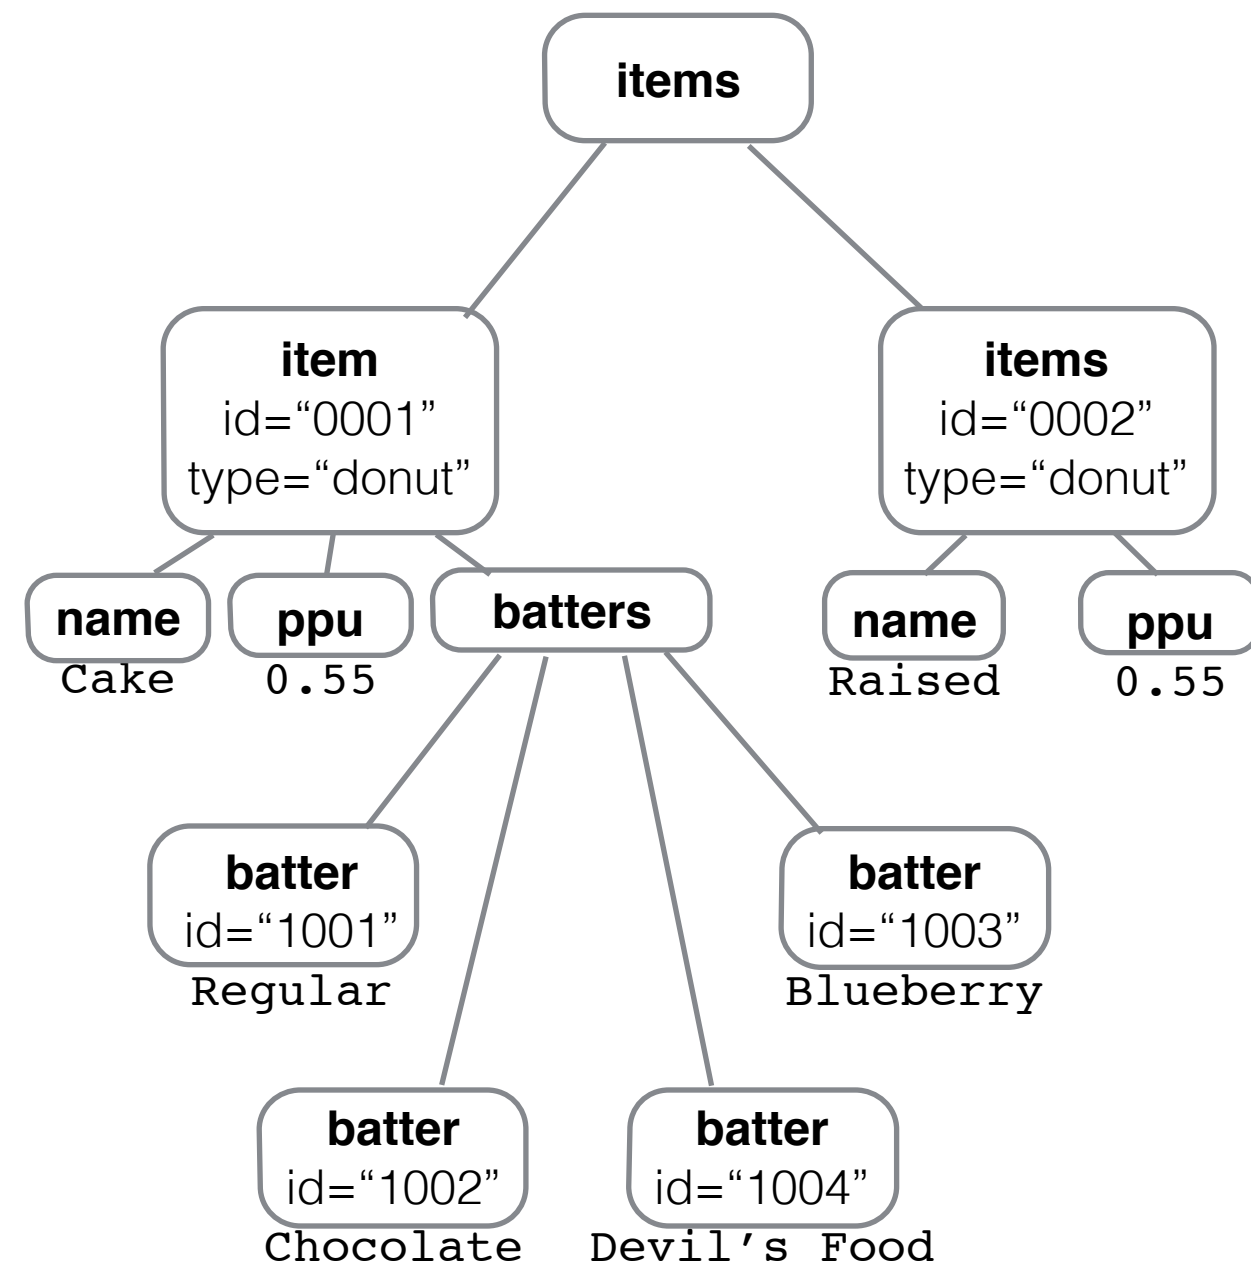 items
item
id=“0001”
type=“donut”
items
id=“0002”
type=“donut”
name
Cake
ppu
0.55
batters
name
Raised
ppu
0.55
batter
id=“1001”
Regular
batter
id=“1003”
Blueberry
batter
id=“1002”
Chocolate
batter
id=“1004”
Devil’s Food